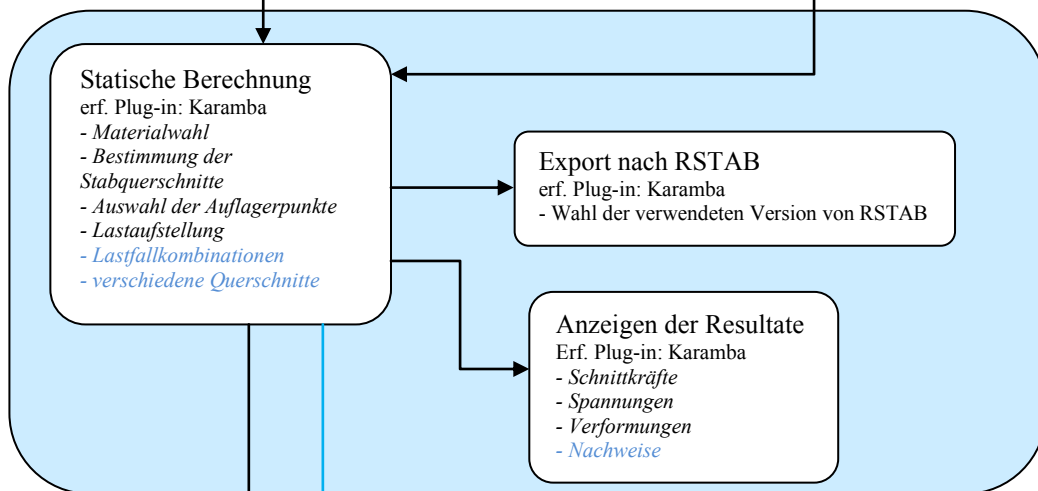 Statische Berechnung
erf. Plug-in: Karamba
- Materialwahl
- Bestimmung der
Stabquerschnitte
- Auswahl der Auflagerpunkte
- Lastaufstellung
- Lastfallkombinationen
- verschiedene Querschnitte
Export nach RSTAB
erf. Plug-in: Karamba
- Wahl der verwendeten Version von RSTAB
Anzeigen der Resultate
Erf. Plug-in: Karamba
- Schnittkräfte
- Spannungen
- Verformungen
- Nachweise